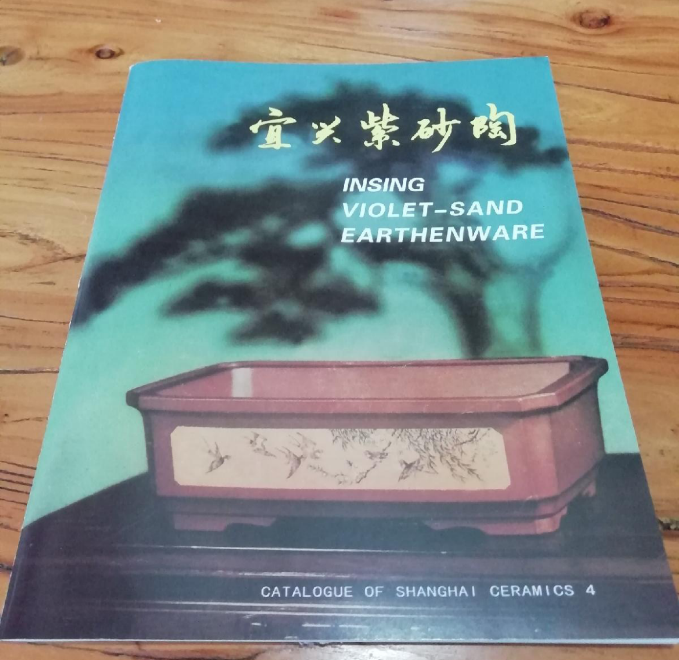 宜兴紫砂陶
INSING
VIOLET-SAND
EARTHENWARE
CATALOGUE OF SHANGHAI CERAMICS 4